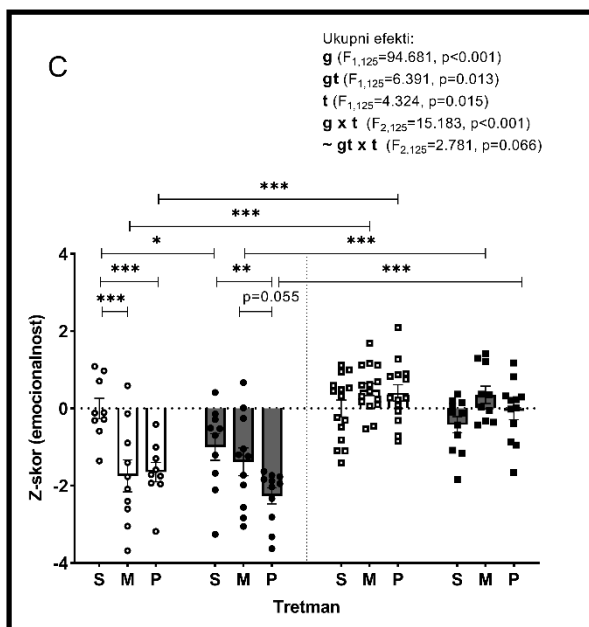 C
Ukupni efekti:
g (F1,125=94.681, p<0.001)
gt (F1,125=6.391, p=0.013)
t (F1,125=4.324, p=0.015)
g x t (F2,125=15.183, p<0.001)
~ gt x t (F2,125=2.781, p=0.066)
***
***
* ***
*** ** ***
*** p=0.055
4
2
0
-2
-4
Z-skor (emocionalnost)
S M P S M P S M P S M P
Tretman